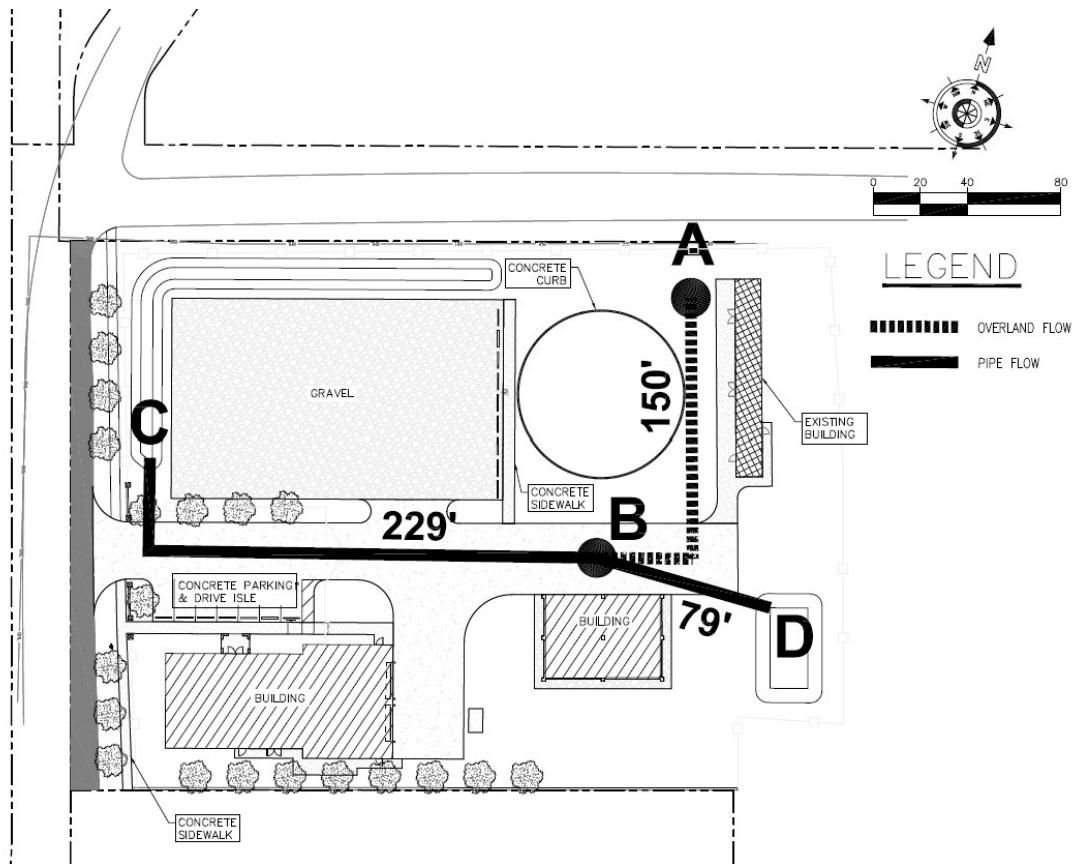 N
0 20 40 80
A
LEGEND
OVERLAND FLOW
PIPE FLOW
CONCRETE
CURB
150'
GRAVEL
EXISTING
BUILDING
C
CONCRETE
SIDEWALK
B
229'
CONCRETE PARKING
& DRIVE ISLE
BUILDING
79'
D
BUILDING
CONCRETE
SIDEWALK